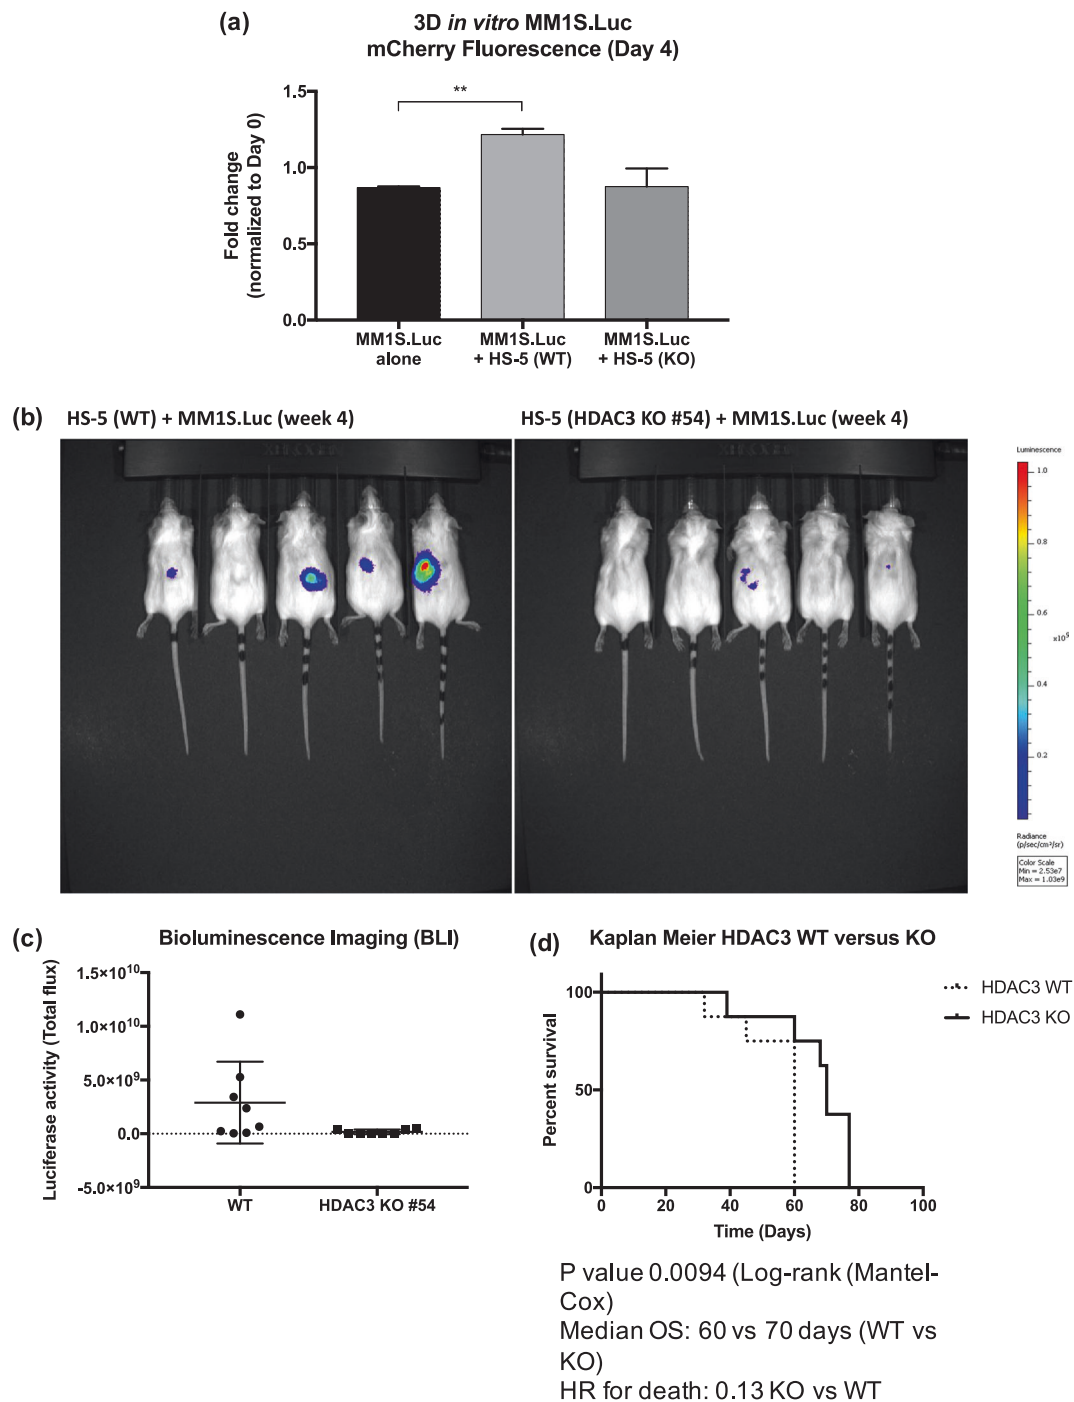 (a)
3D in vitro MM1S.Luc
mCherry Fluorescence (Day 4)
Fold change
(normalized to Day 0)
1.5
1.0
0.5
0.0
**
MM1S.Luc
alone
MM1S.Luc
+ HS-5 (WT)
MM1S.Luc
+ HS-5 (KO)
(b)
HS-5 (WT) + MM1S.Luc (week 4)
HS-5 (HDAC3 KO #54) + MM1S.Luc (week 4)
Luminescence
1.0
0.8
0.6
x10⁵
0.4
0.2
Radiance
(p/sec/cm²/sr)
Color Scale
Min = 2.53e7
Max = 1.03e9
(c)
Bioluminescence Imaging (BLI)
Luciferase activity (Total flux)
1.5×10¹⁰
1.0×10¹⁰
5.0×10⁹
0.0
-5.0×10⁹
WT
HDAC3 KO #54
(d)
Kaplan Meier HDAC3 WT versus KO
HDAC3 WT
HDAC3 KO
Percent survival
100
50
0
0 20 40 60 80 100
Time (Days)
P value 0.0094 (Log-rank (Mantel-
Cox)
Median OS: 60 vs 70 days (WT vs
KO)
HR for death: 0.13 KO vs WT